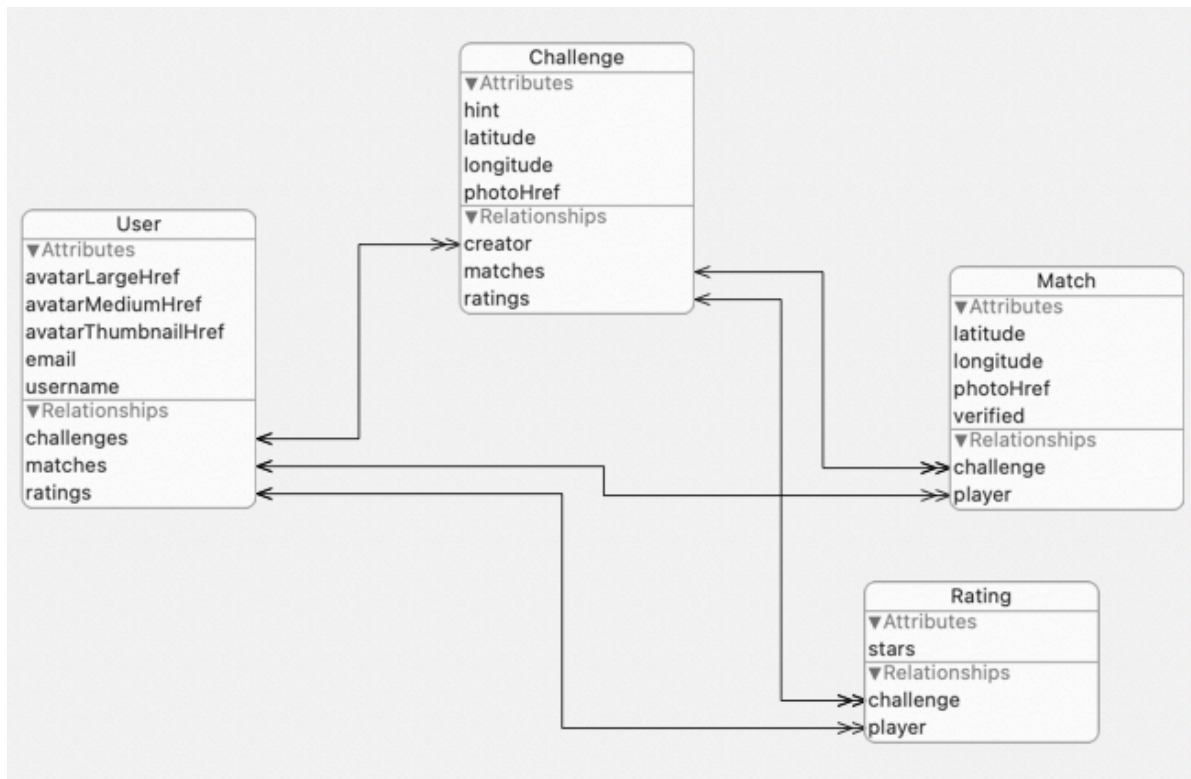 Challenge
▼Attributes
hint
latitude
longitude
photoHref
▼Relationships
creator
matches
ratings
User
▼Attributes
avatarLargeHref
avatarMediumHref
avatarThumbnailHref
email
username
▼Relationships
challenges
matches
ratings
Match
▼Attributes
latitude
longitude
photoHref
verified
▼Relationships
challenge
player
Rating
▼Attributes
stars
▼Relationships
challenge
player